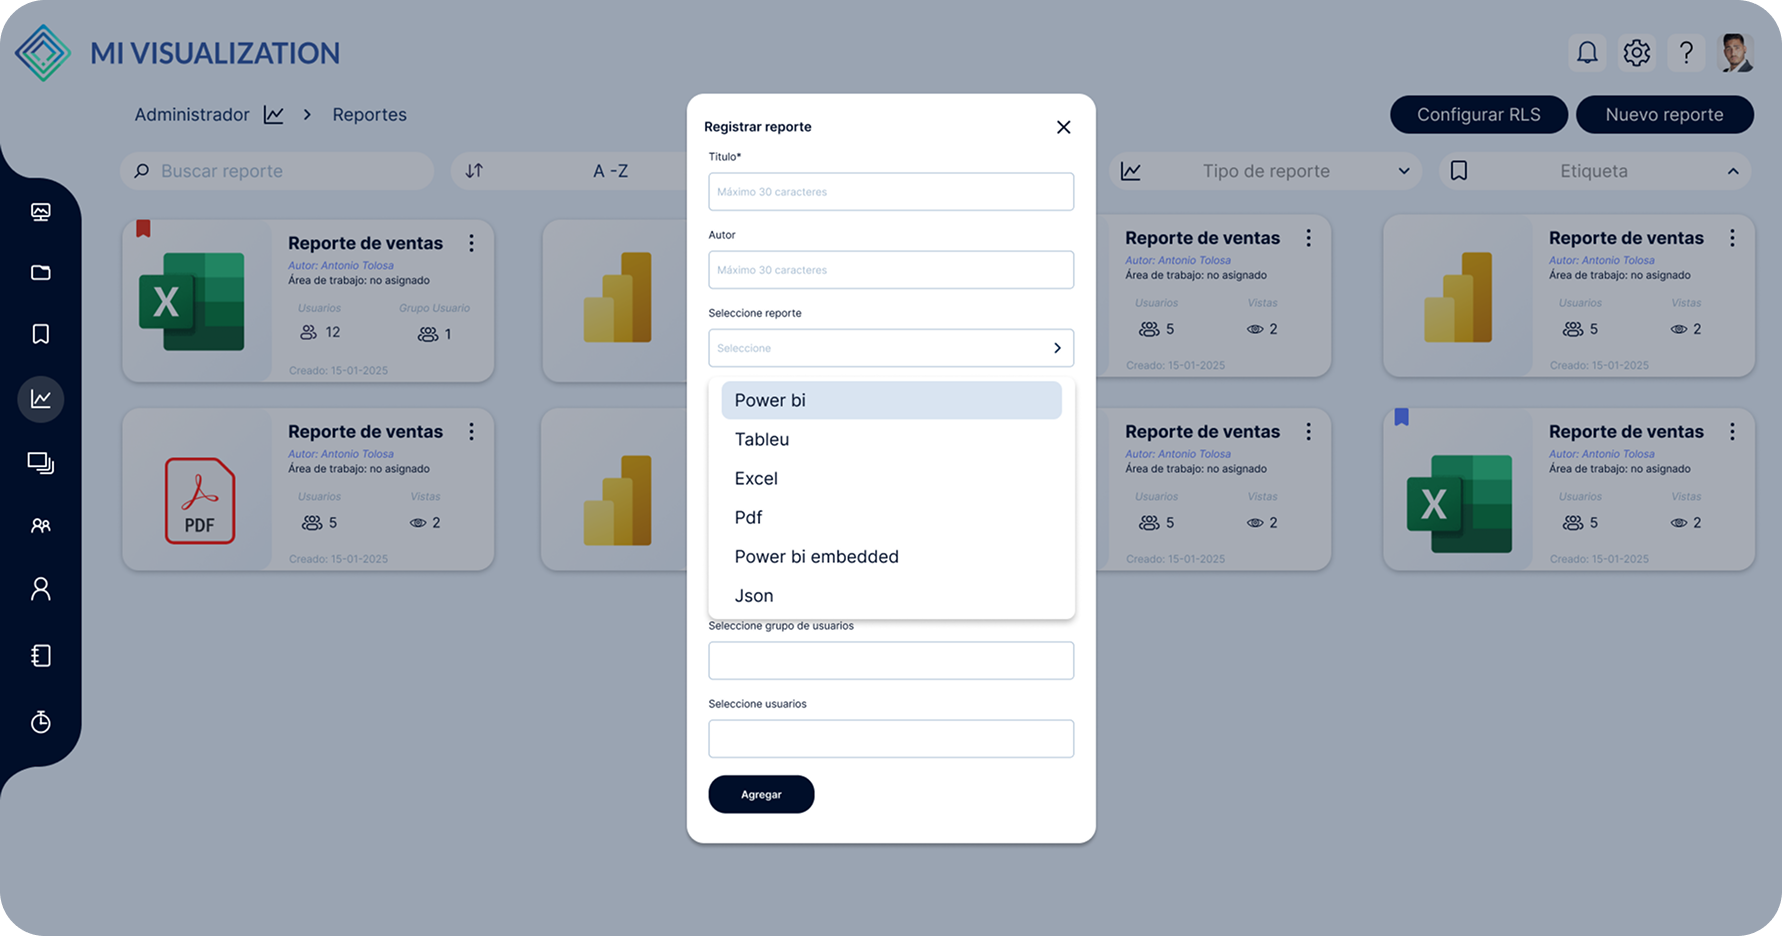 MI VISUALIZATION
Administrador
Reportes
Configurar RLS
Nuevo reporte
Buscar reporte
A -Z
Tipo de reporte
Etiqueta
Reporte de ventas
Autor: Antonio Tolosa
Área de trabajo: no asignado
Usuarios Grupo Usuario
12 1
Creado: 15-01-2025
X
Reporte de ventas
Autor: Antonio Tolosa
Área de trabajo: no asignado
Usuarios Vistas
5 2
Creado: 15-01-2025
Reporte de ventas
Autor: Antonio Tolosa
Área de trabajo: no asignado
Usuarios Vistas
5 2
Creado: 15-01-2025
PDF
Reporte de ventas
Autor: Antonio Tolosa
Área de trabajo: no asignado
Usuarios Vistas
5 2
Creado: 15-01-2025
Reporte de ventas
Autor: Antonio Tolosa
Área de trabajo: no asignado
Usuarios Vistas
5 2
Creado: 15-01-2025
X
Reporte de ventas
Autor: Antonio Tolosa
Área de trabajo: no asignado
Usuarios Vistas
5 2
Creado: 15-01-2025
Registrar reporte
Título*
Máximo 30 caracteres
Autor
Máximo 30 caracteres
Seleccione reporte
Seleccione
Power bi
Tableu
Excel
Pdf
Power bi embedded
Json
Seleccione grupo de usuarios
Seleccione usuarios
Agregar